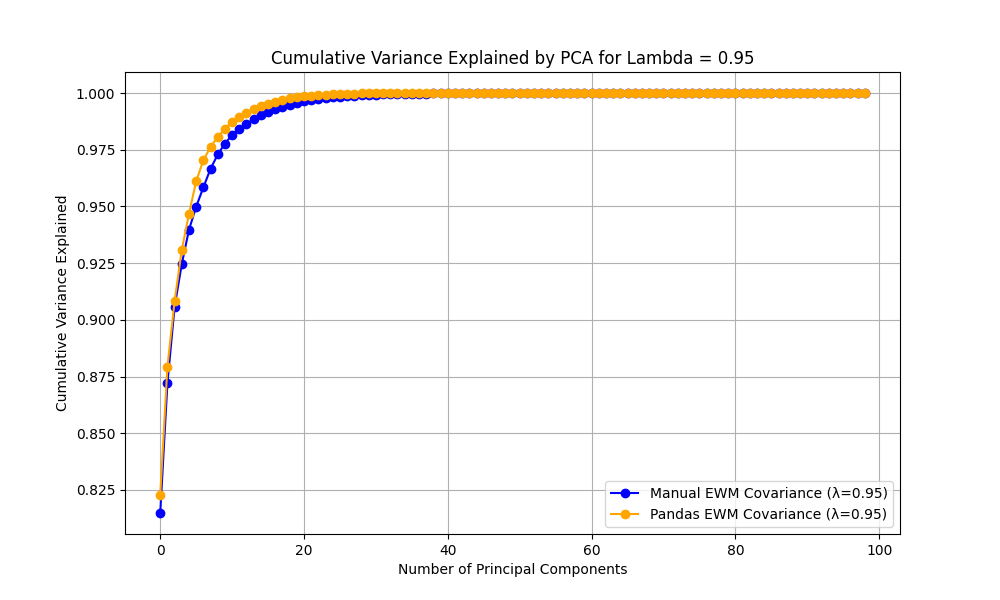 Cumulative Variance Explained by PCA for Lambda = 0.95
Cumulative Variance Explained
1.000
0.975
0.950
0.925
0.900
0.875
0.850
0.825
0
20
40
60
80
100
Number of Principal Components
Manual EWM Covariance (λ=0.95)
Pandas EWM Covariance (λ=0.95)